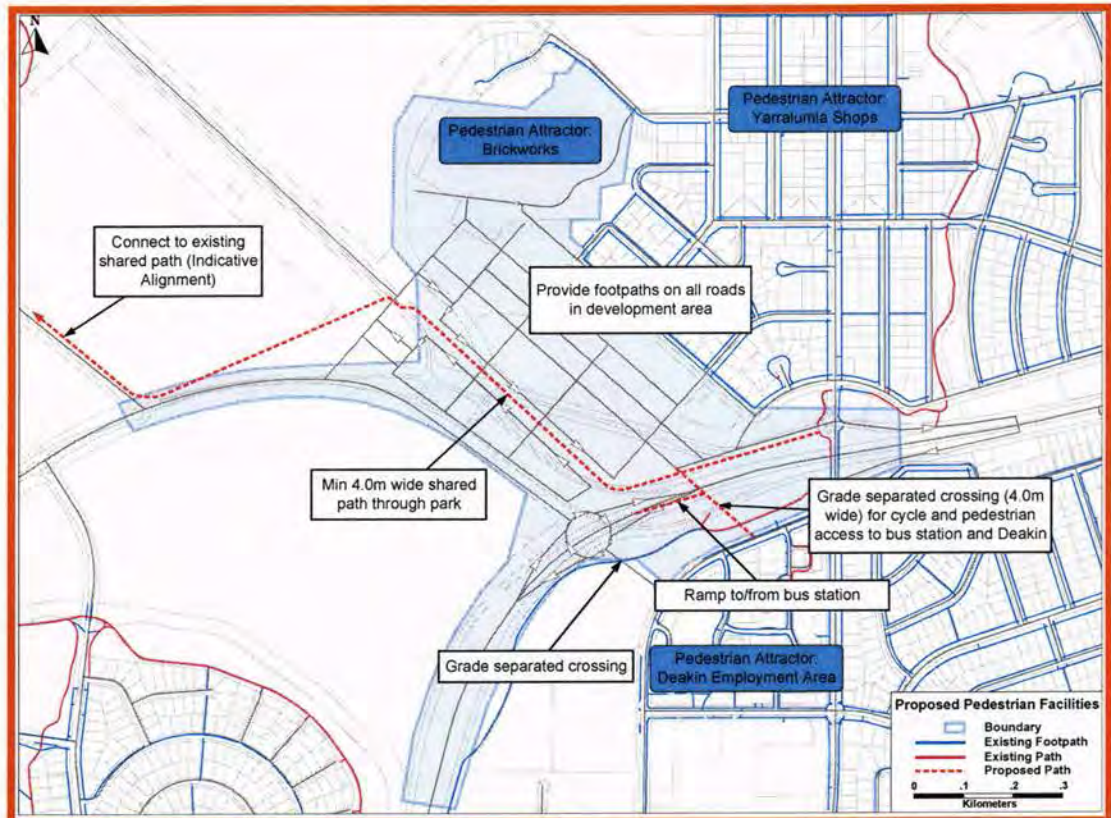 N
Pedestrian Attractor:
Brickworks
Pedestrian Attractor:
Yarralumla Shops
Connect to existing
shared path (Indicative
Alignment)
Provide footpaths on all roads
in development area
Min 4.0m wide shared
path through park
Grade separated crossing (4.0m
wide) for cycle and pedestrian
access to bus station and Deakin
Ramp to/from bus station
Grade separated crossing
Pedestrian Attractor:
Deakin Employment Area
Proposed Pedestrian Facilities
Boundary
Existing Footpath
Existing Path
Proposed Path
0 .1 .2 .3
Kilometers